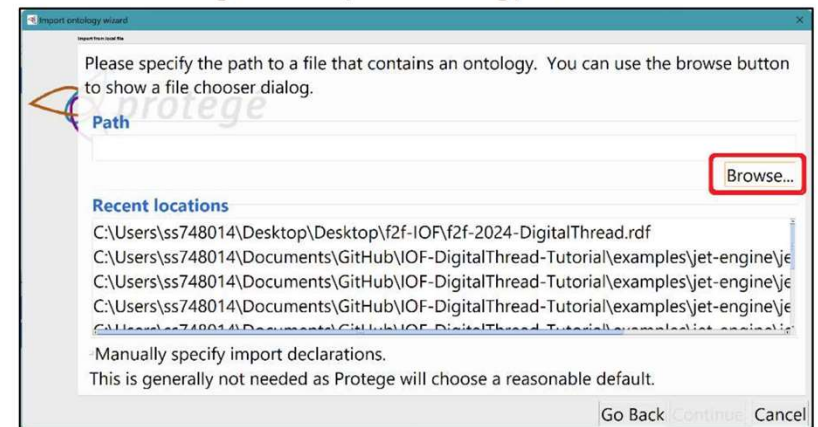 Import ontology wizard
Import from local file
Please specify the path to a file that contains an ontology. You can use the browse button
to show a file chooser dialog.
protege
Path
Browse...
Recent locations
C:\Users\ss748014\Desktop\Desktop\f2f-IOF\f2f-2024-DigitalThread.rdf
C:\Users\ss748014\Documents\GitHub\IOF-DigitalThread-Tutorial\examples\jet-engine\je
C:\Users\ss748014\Documents\GitHub\IOF-DigitalThread-Tutorial\examples\jet-engine\je
C:\Users\ss748014\Documents\GitHub\IOF-DigitalThread-Tutorial\examples\jet-engine\je
Manually specify import declarations.
This is generally not needed as Protege will choose a reasonable default.
Go Back Continue Cancel